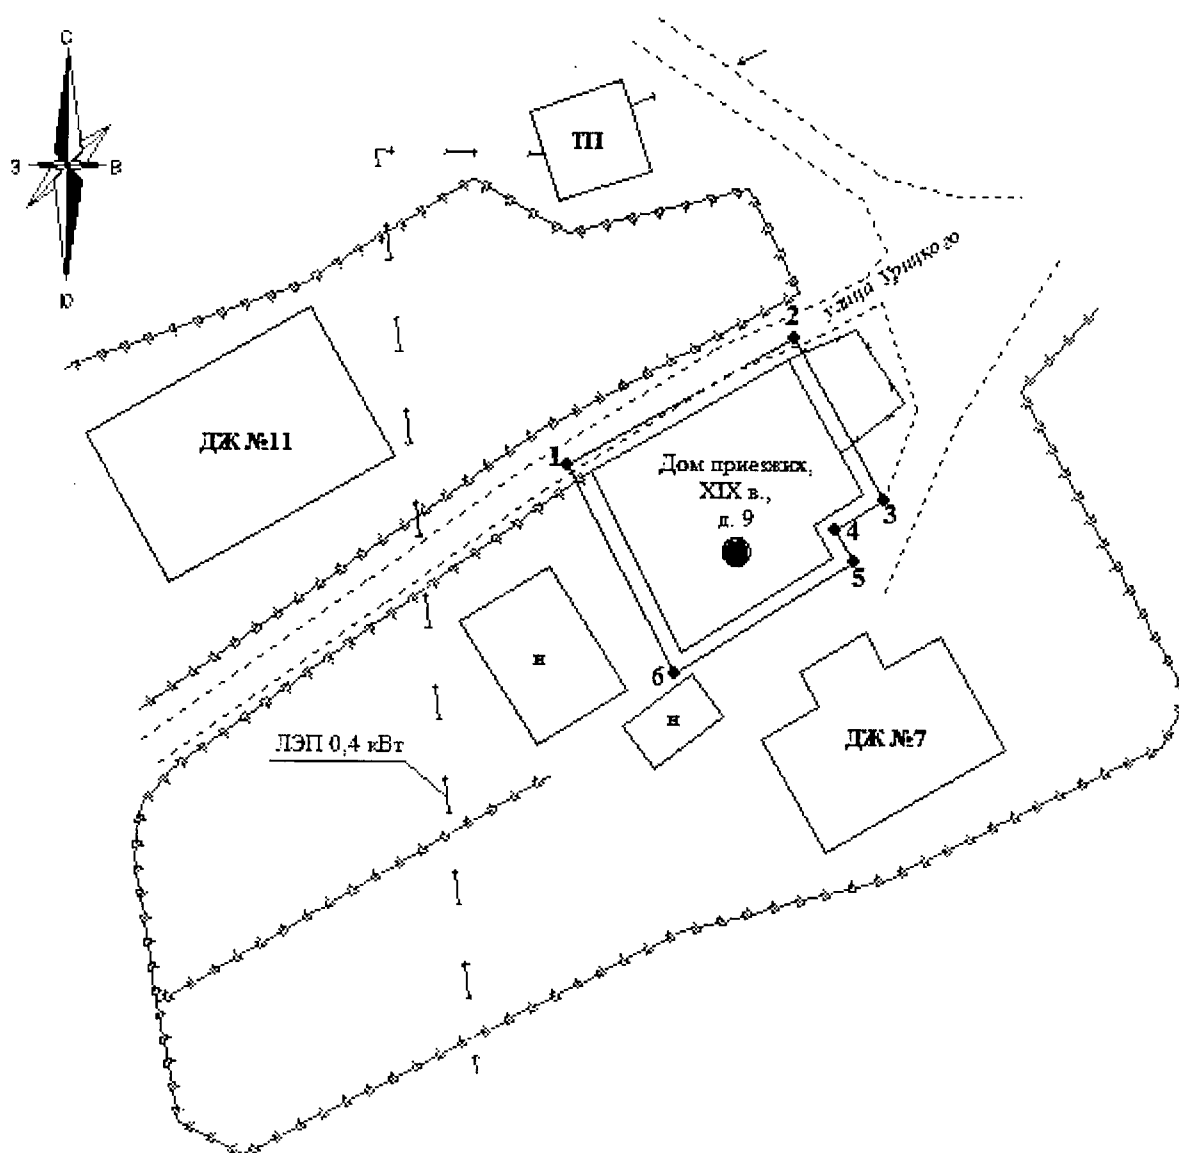 С
З
В
Ю
ТП
улица Урицкого
2
ДЖ №11
1
Дом приезжих,
XIX в.,
д. 9
3
4
5
н
6
н
ДЖ №7
ЛЭП 0,4 кВт